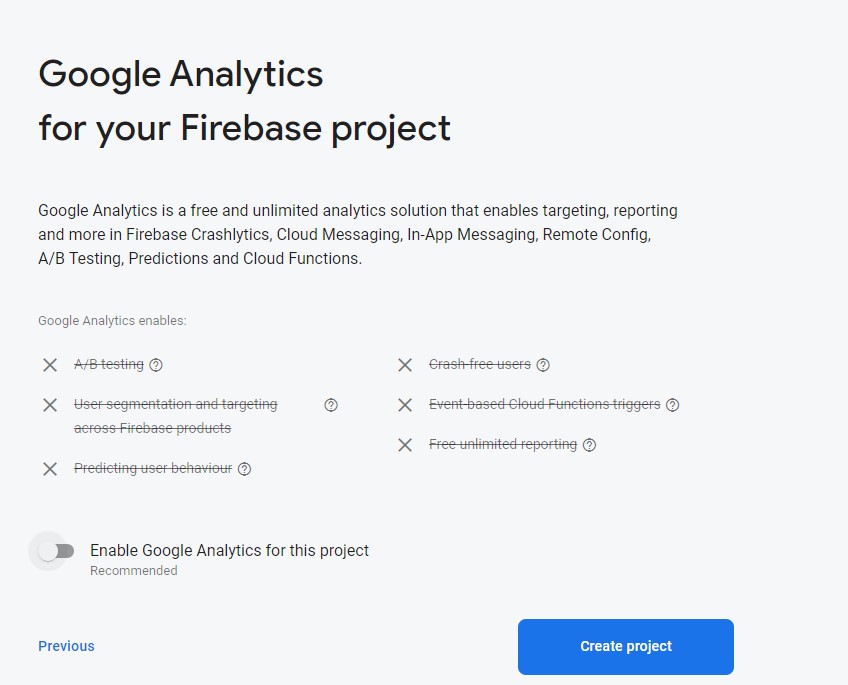 Google Analytics
for your Firebase project
Google Analytics is a free and unlimited analytics solution that enables targeting, reporting
and more in Firebase Crashlytics, Cloud Messaging, In-App Messaging, Remote Config,
A/B Testing, Predictions and Cloud Functions.
Google Analytics enables:
A/B testing
User segmentation and targeting
across Firebase products
Predicting user behaviour
Crash-free users
Event-based Cloud Functions triggers
Free unlimited reporting
Enable Google Analytics for this project
Recommended
Previous
Create project